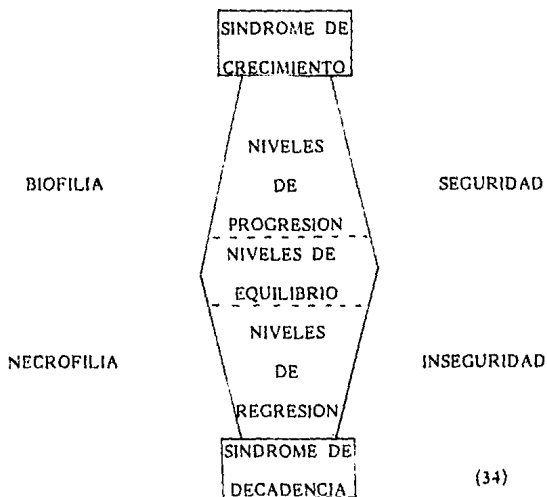 SINDROME DE
CRECIMIENTO
NIVELES
BIOFILIA DE SEGURIDAD
PROGRESION
NIVELES DE
EQUILIBRIO
NIVELES
NECROFILIA DE INSEGURIDAD
REGRESION
SINDROME DE
DECADENCIA (34)